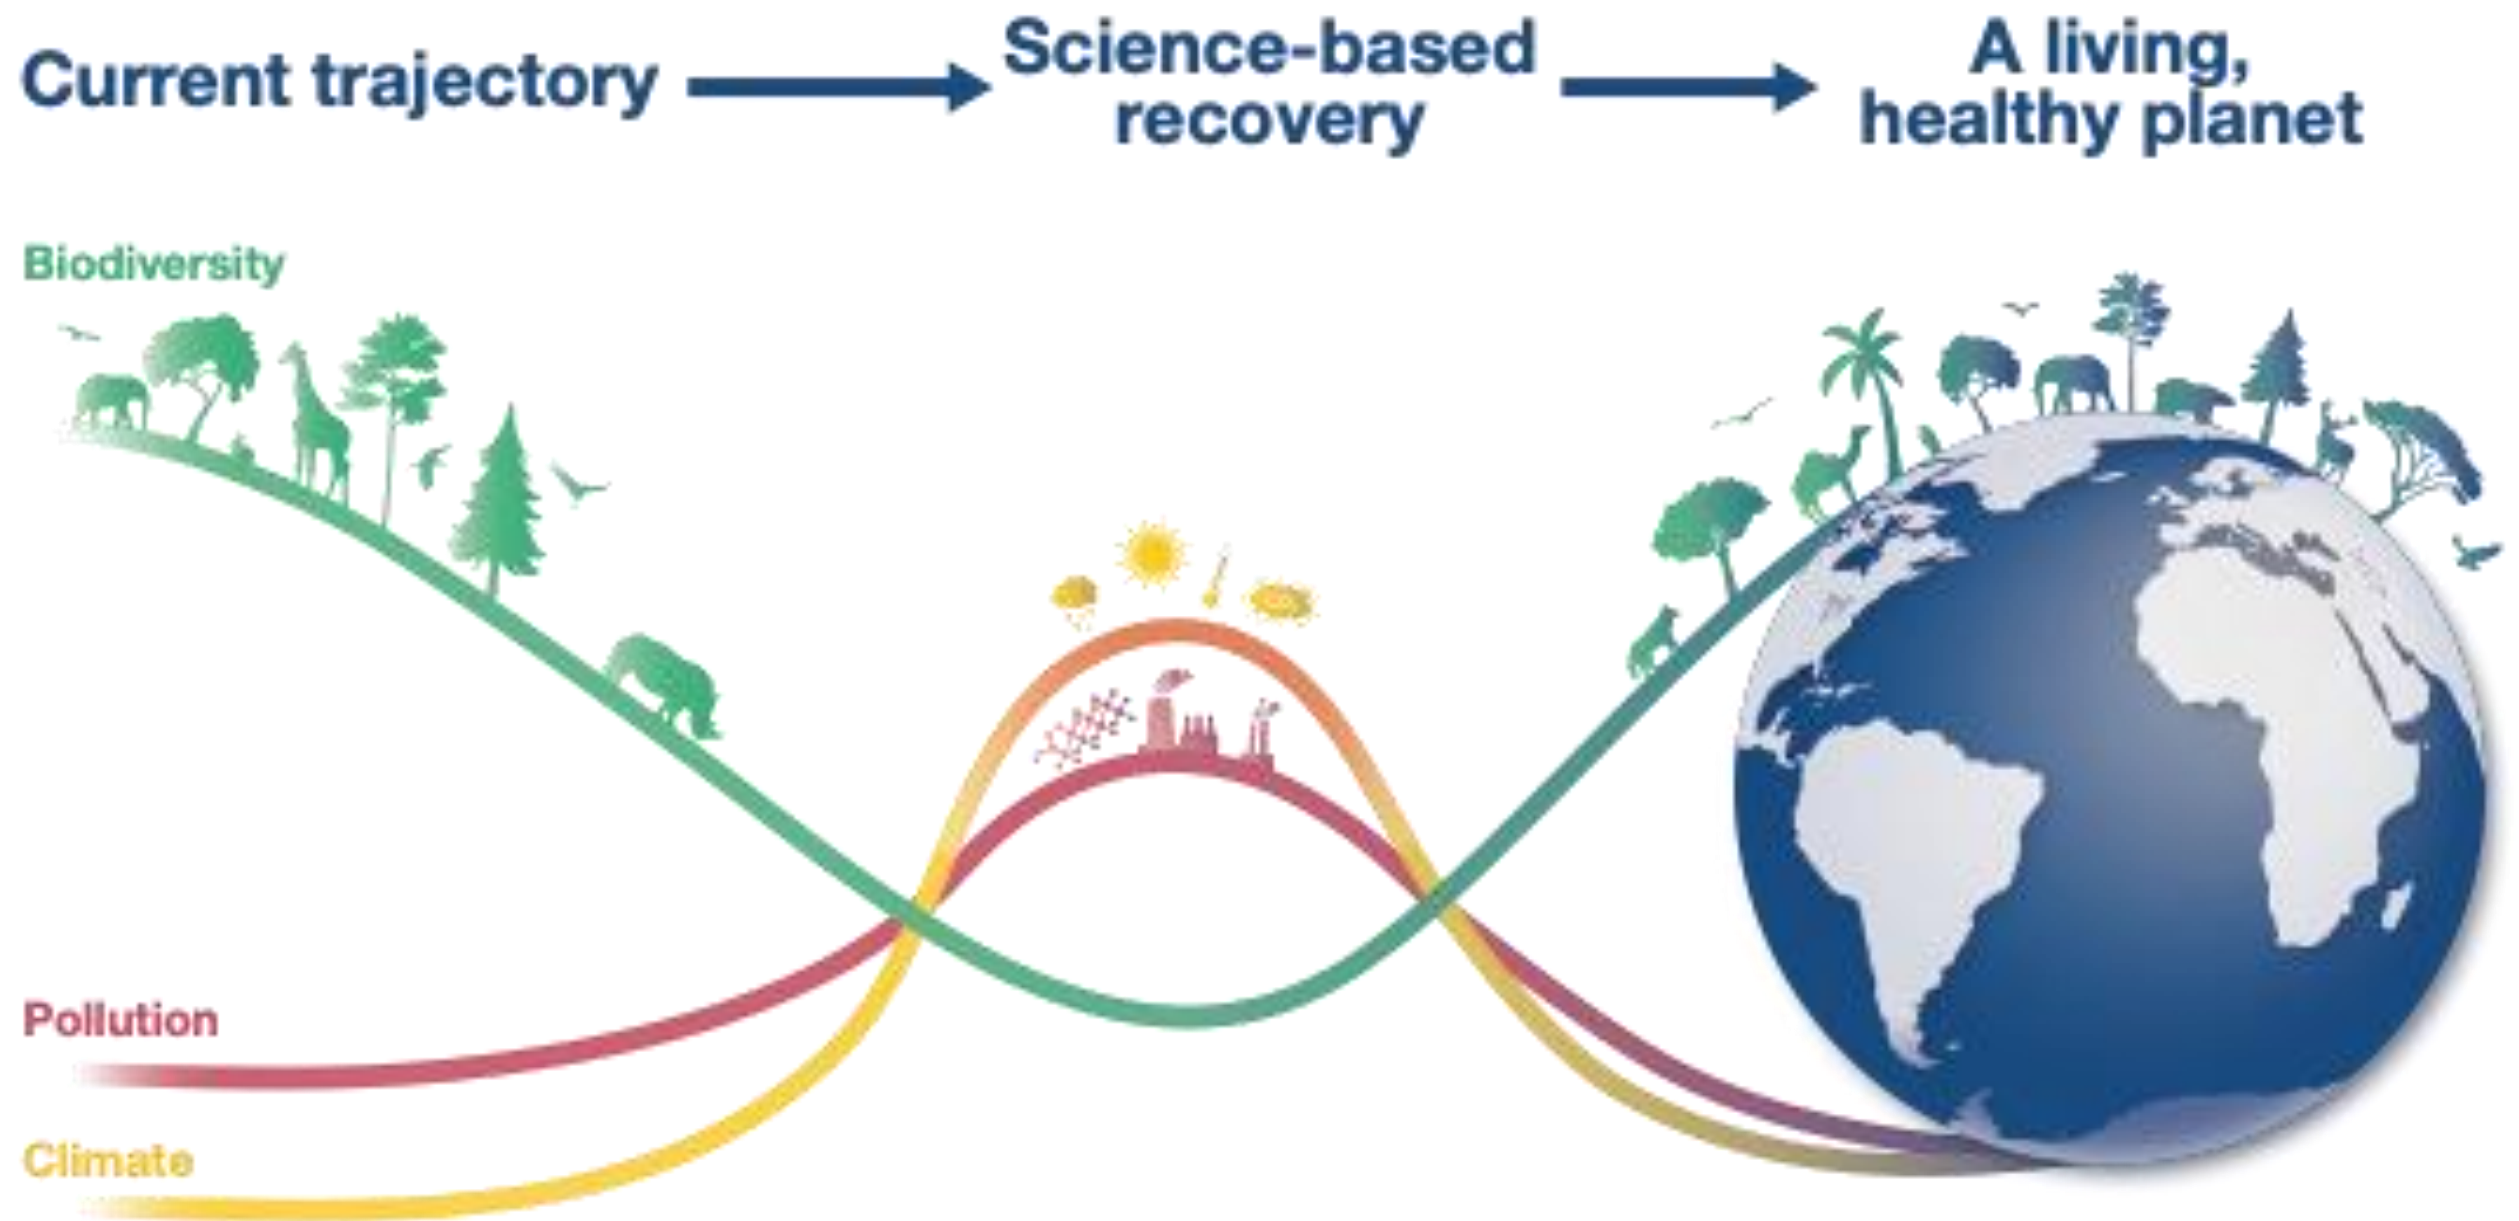 Current trajectory
Science-based
recovery
A living,
healthy planet
Biodiversity
Pollution
Climate